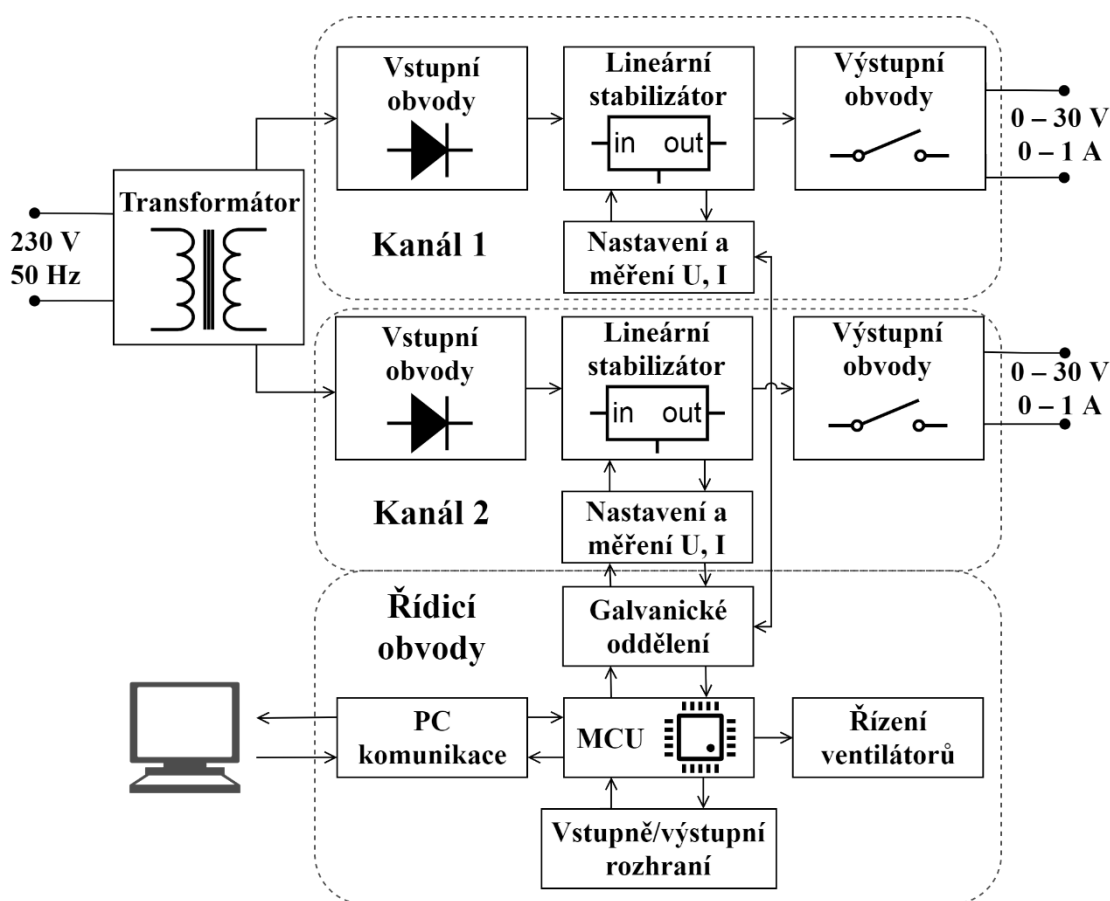 Vstupní
obvody
Lineární
stabilizátor
in out
Výstupní
obvody
0 – 30 V
0 – 1 A
Transformátor
230 V
50 Hz
Kanál 1
Nastavení a
měření U, I
Vstupní
obvody
Lineární
stabilizátor
in out
Výstupní
obvody
0 – 30 V
0 – 1 A
Kanál 2
Nastavení a
měření U, I
Řídicí
obvody
Galvanické
oddělení
PC
komunikace
MCU
Řízení
ventilátorů
Vstupně/výstupní
rozhraní